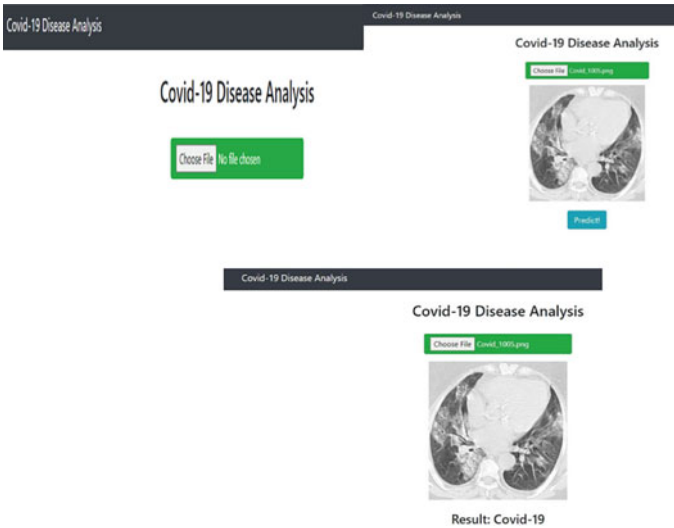 Covid-19 Disease Analysis
Covid-19 Disease Analysis
Choose File No file chosen
Covid-19 Disease Analysis
Covid-19 Disease Analysis
Choose File Covid_1005.png
Predict!
Covid-19 Disease Analysis
Covid-19 Disease Analysis
Choose File Covid_1005.png
Result: Covid-19